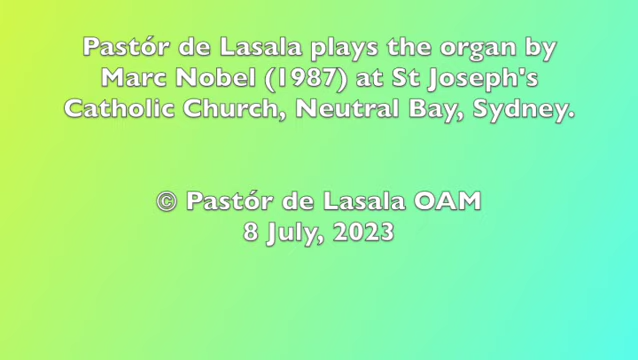 Pastór de Lasala plays the organ by
Marc Nobel (1987) at St Joseph's
Catholic Church, Neutral Bay, Sydney.
© Pastór de Lasala OAM
8 July, 2023